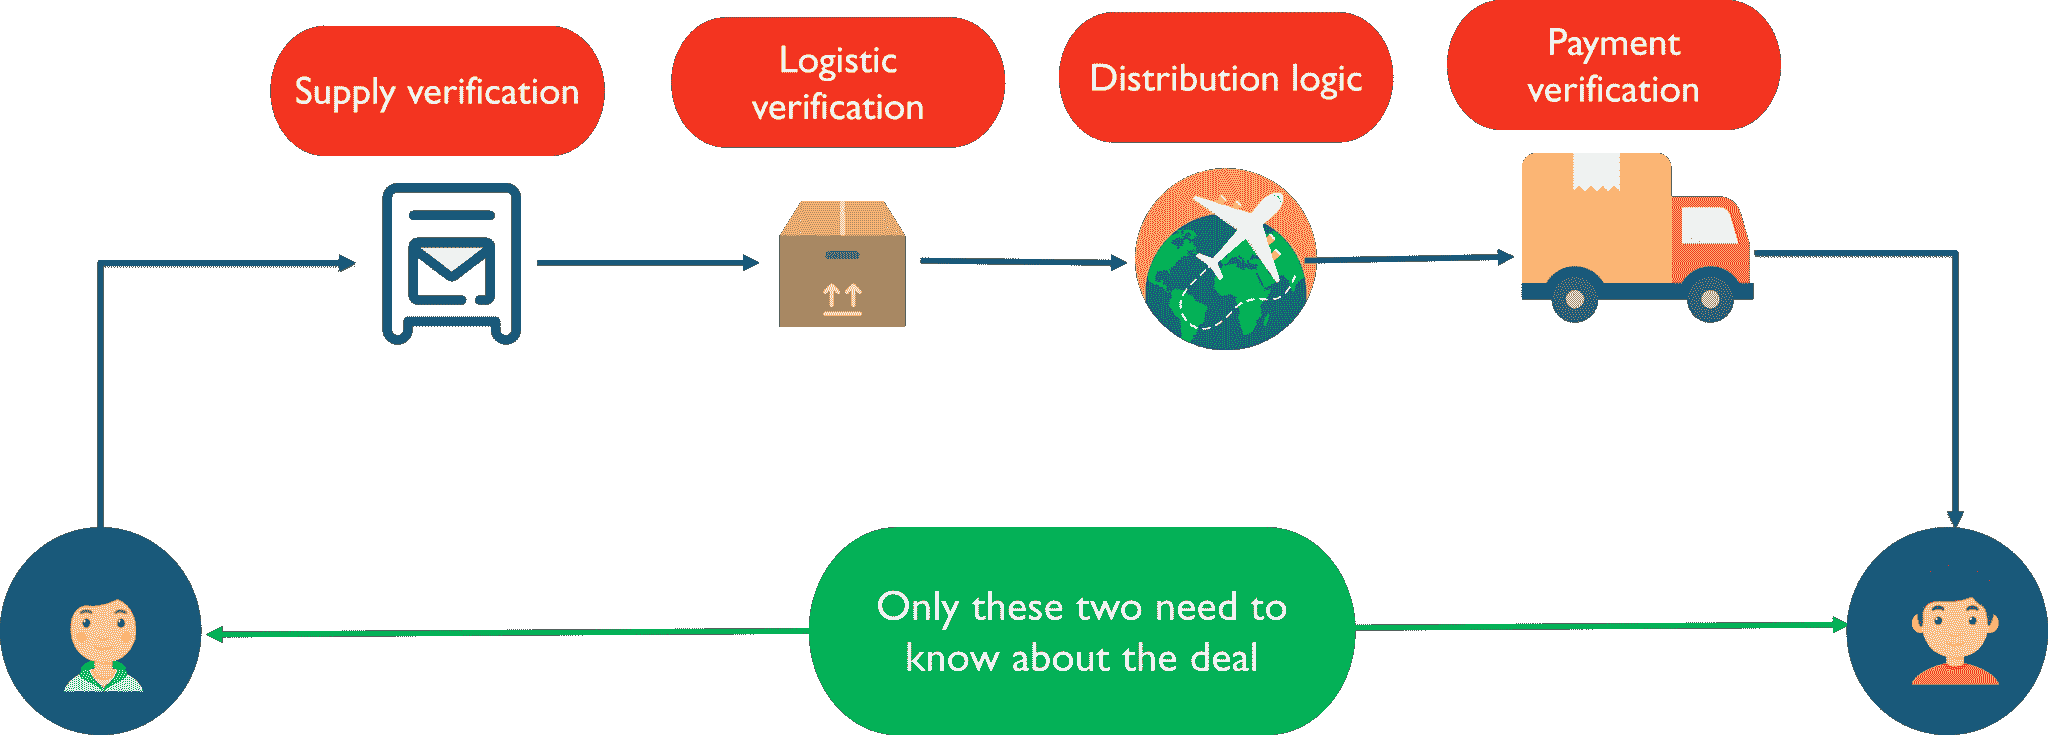 Supply verification
Logistic
verification
Distribution logic
Payment
verification
Only these two need to
know about the deal